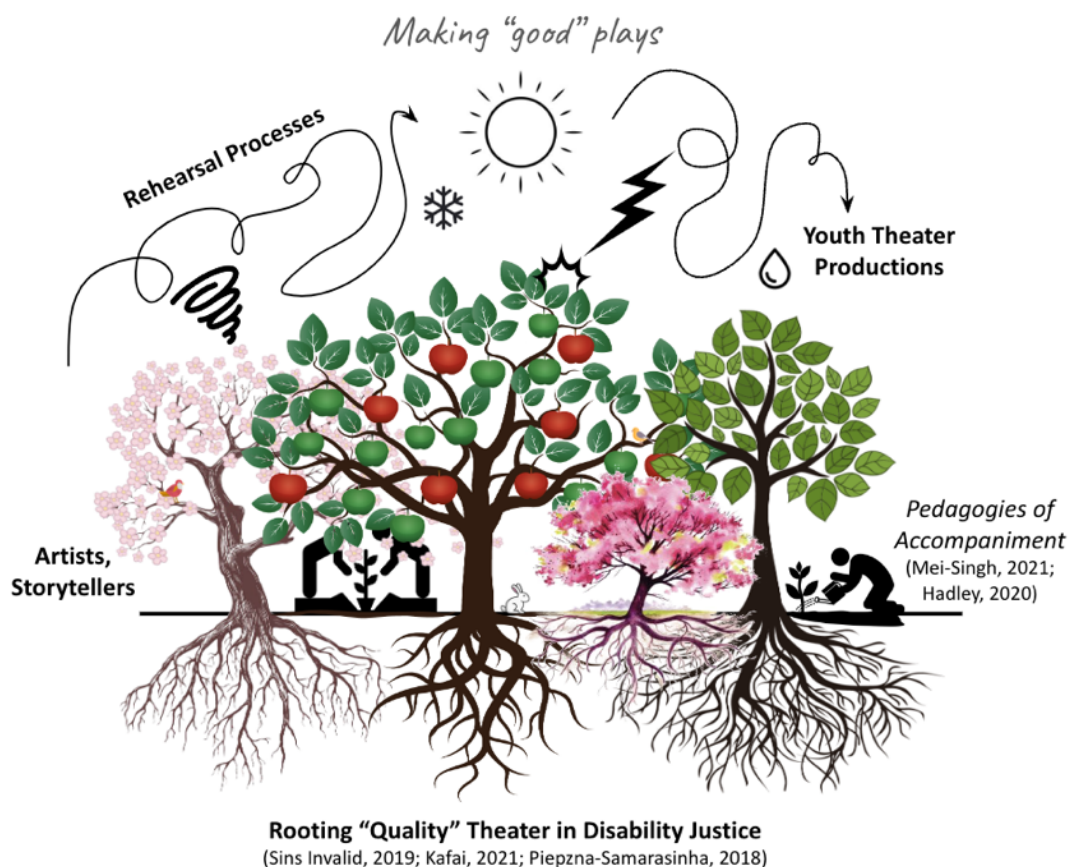 Making “good” plays
Rehearsal Processes
Youth Theater
Productions
Artists,
Storytellers
Pedagogies of
Accompaniment
(Mei-Singh, 2021;
Hadley, 2020)
Rooting “Quality” Theater in Disability Justice
(Sins Invalid, 2019; Kafai, 2021; Piepzna-Samarasinha, 2018)